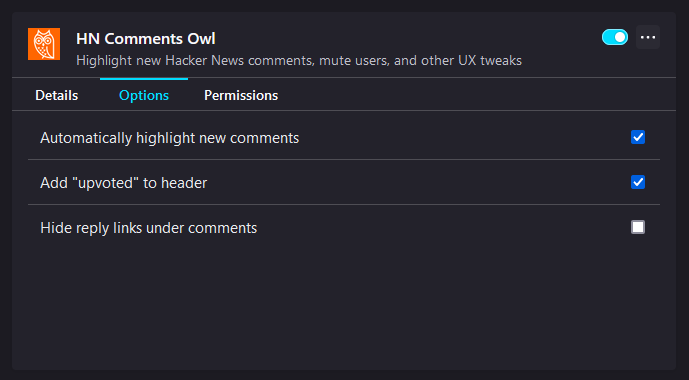 HN Comments Owl
Highlight new Hacker News comments, mute users, and other UX tweaks
Details Options Permissions
Automatically highlight new comments
Add "upvoted" to header
Hide reply links under comments